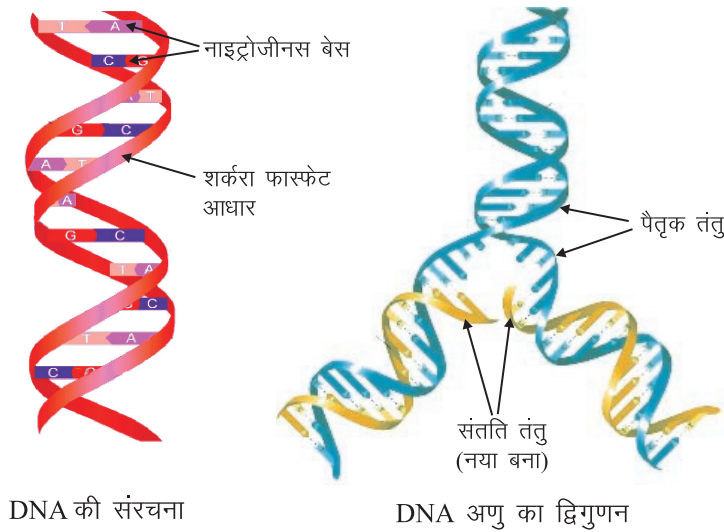 T A
नाइट्रोजीनस बेस
C G
A T
G C
A T
शर्करा फास्फेट
आधार
A
G C
T A
G C
T A
C G
पैतृक तंतु
संतति तंतु
(नया बना)
DNA की संरचना
DNA अणु का द्विगुणन